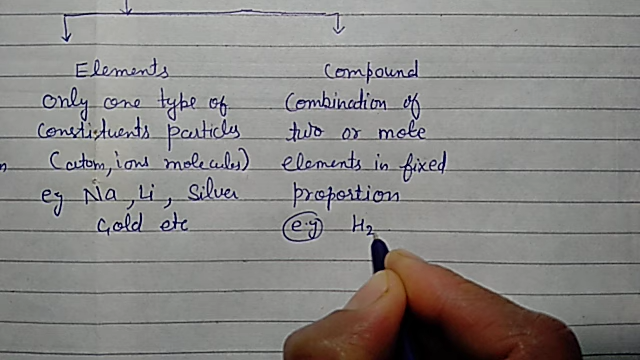 Elements
Only one type of
constituents particles
(atom, ions molecules)
eg Na, Li, Silver
Gold etc
Compound
Combination of
two or more
elements in fixed
proportion
e.g H2